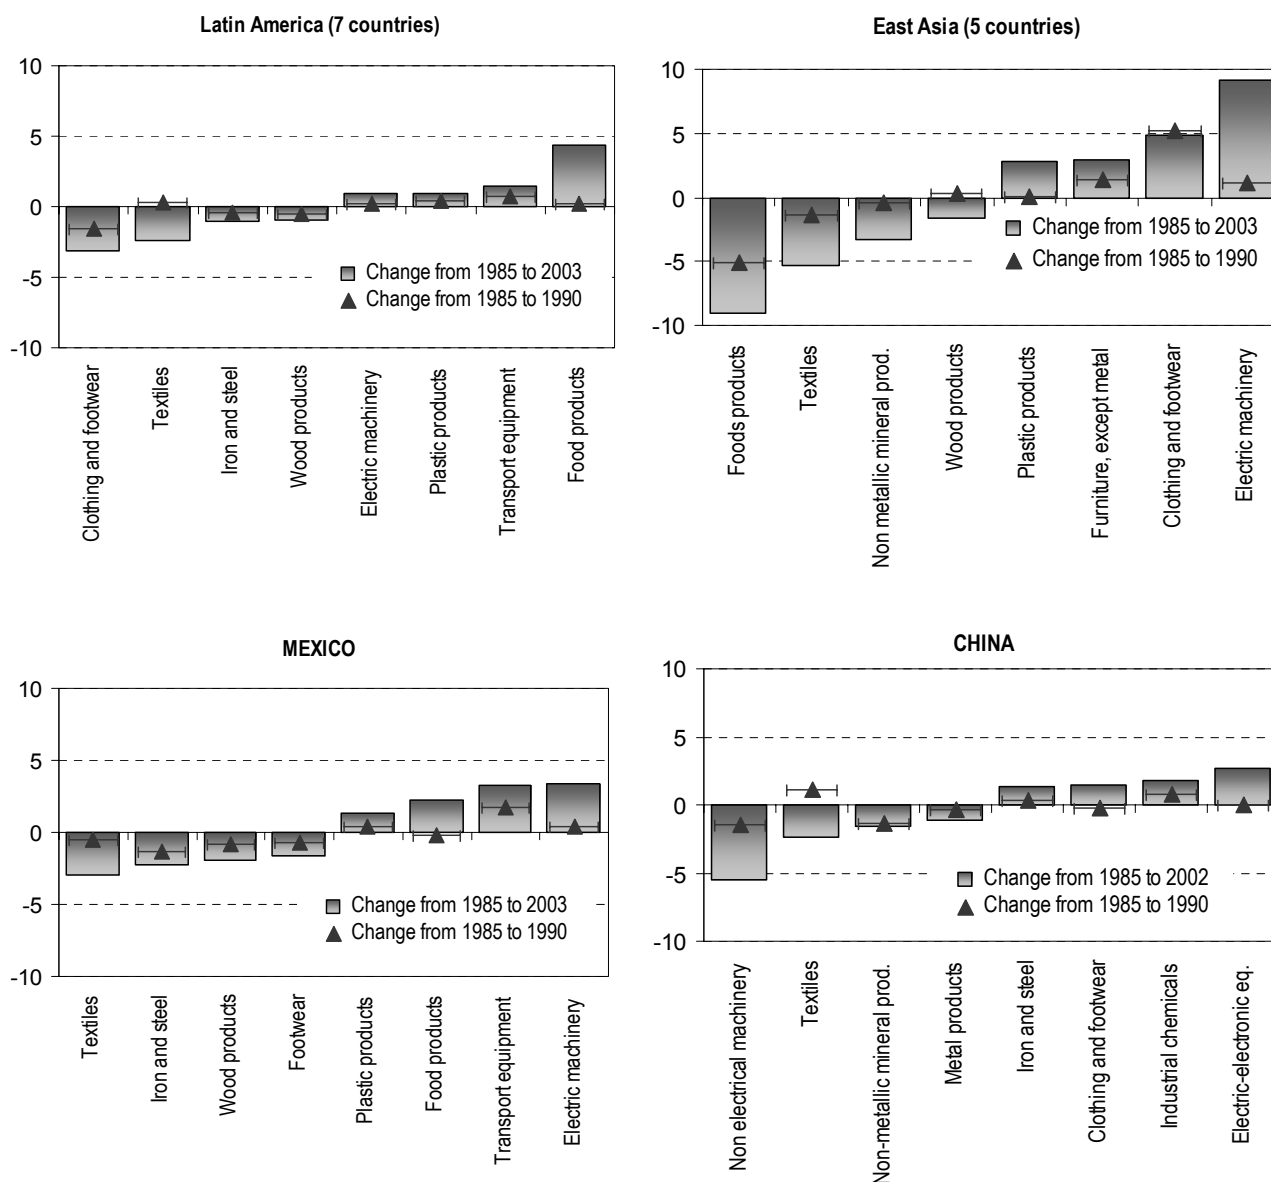 Latin America (7 countries)
10
5
0
-5
-10
Change from 1985 to 2003
Change from 1985 to 1990
Clothing and footwear
Textiles
Iron and steel
Wood products
Electric machinery
Plastic products
Transport equipment
Food products
East Asia (5 countries)
10
5
0
-5
-10
Change from 1985 to 2003
Change from 1985 to 1990
Foods products
Textiles
Non metallic mineral prod.
Wood products
Plastic products
Furniture, except metal
Clothing and footwear
Electric machinery
MEXICO
10
5
0
-5
-10
Change from 1985 to 2003
Change from 1985 to 1990
Textiles
Iron and steel
Wood products
Footwear
Plastic products
Food products
Transport equipment
Electric machinery
CHINA
10
5
0
-5
-10
Change from 1985 to 2002
Change from 1985 to 1990
Non electrical machinery
Textiles
Non-metallic mineral prod.
Metal products
Iron and steel
Clothing and footwear
Industrial chemicals
Electric-electronic eq.